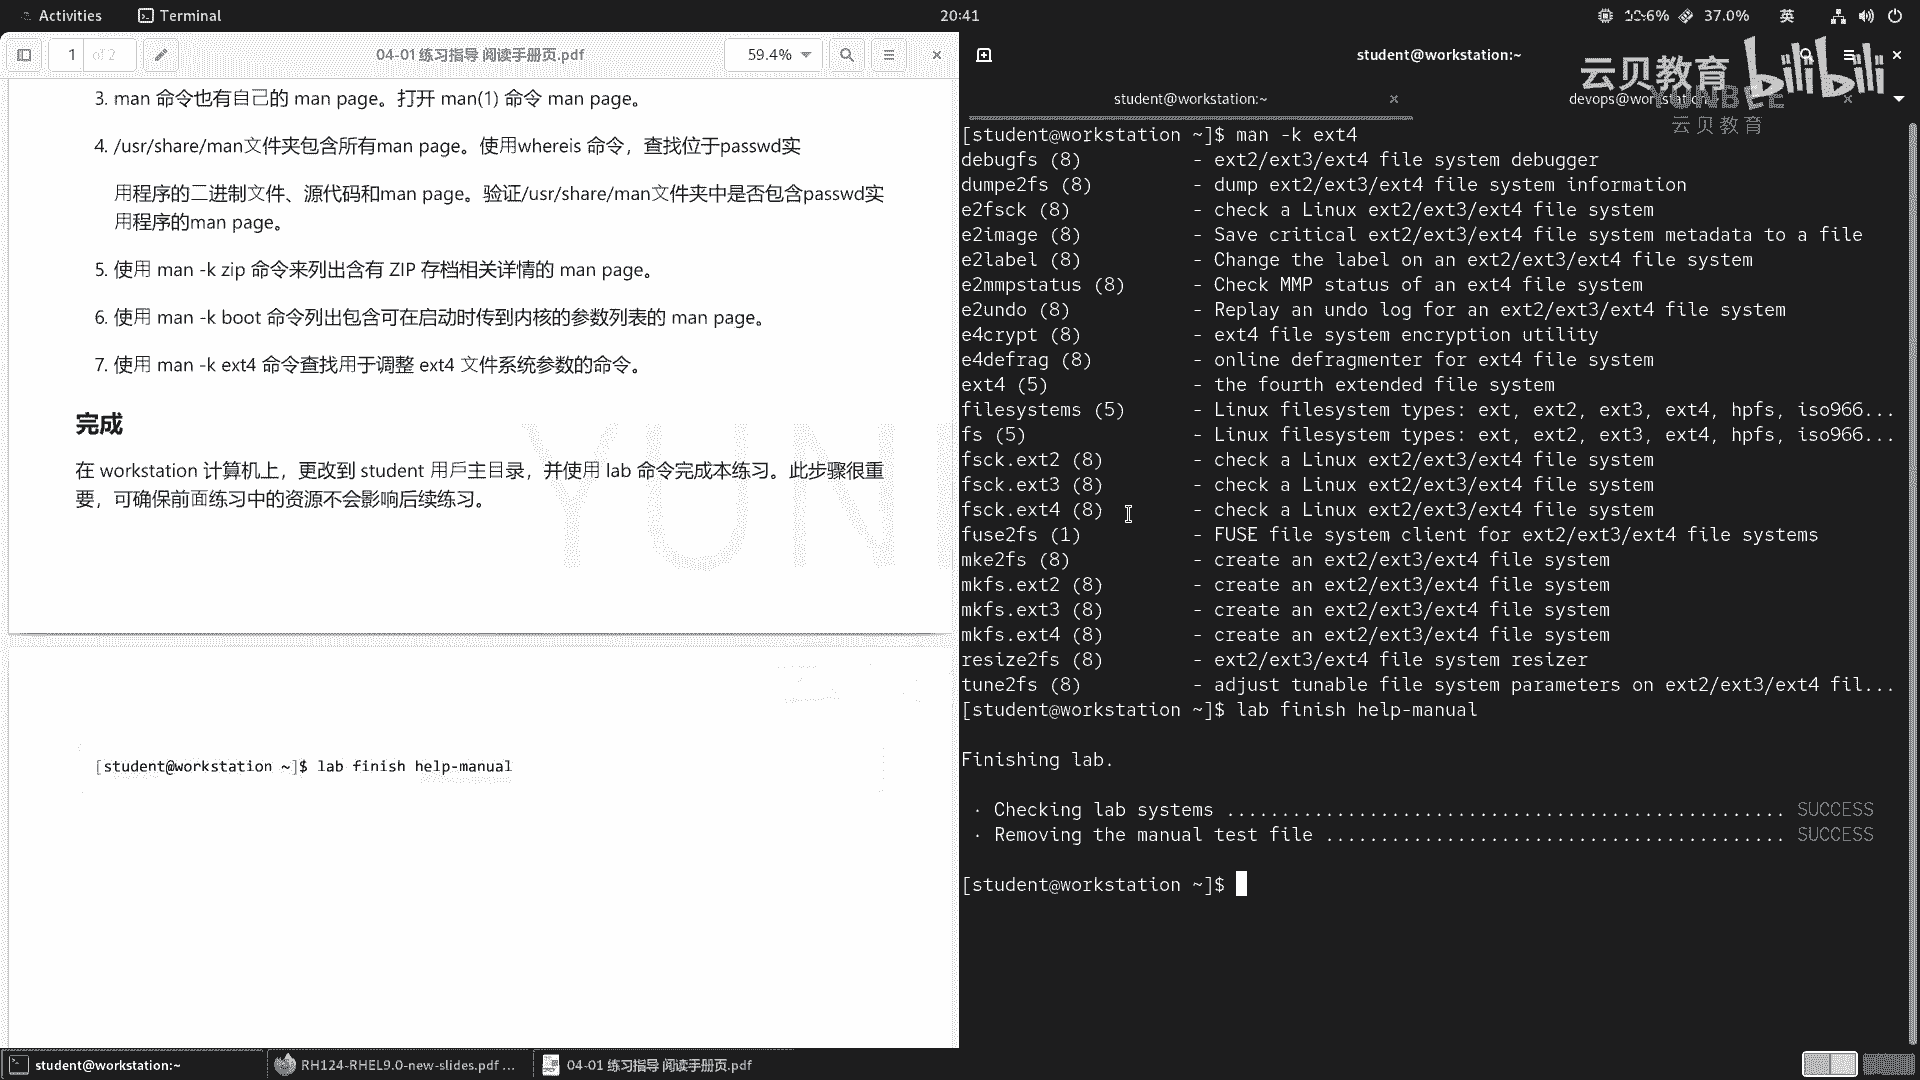 Activities
Terminal
20:41
37.0%
英
1
of 2
04-01 练习指导 阅读手册页.pdf
59.4%
3. man 命令也有自己的 man page。打开 man(1) 命令 man page。
4. /usr/share/man文件夹包含所有man page。使用whereis 命令，查找位于passwd实
用程序的二进制文件、源代码和man page。验证/usr/share/man文件夹中是否包含passwd实
用程序的man page。
5. 使用 man -k zip 命令来列出含有 ZIP 存档相关详情的 man page。
6. 使用 man -k boot 命令列出包含可在启动时传到内核的参数列表的 man page。
7. 使用 man -k ext4 命令查找用于调整 ext4 文件系统参数的命令。
完成
在 workstation 计算机上，更改到 student 用戶主目录，并使用 lab 命令完成本练习。此步骤很重
要，可确保前面练习中的资源不会影响后续练习。
YUN
[student@workstation ~]$ lab finish help-manual
student@workstation:~
云贝教育
bilibili
student@workstation:~
YUNBEE
云贝教育
[student@workstation ~]$ man -k ext4
debugfs (8) - ext2/ext3/ext4 file system debugger
dumpe2fs (8) - dump ext2/ext3/ext4 file system information
e2fsck (8) - check a Linux ext2/ext3/ext4 file system
e2image (8) - Save critical ext2/ext3/ext4 file system metadata to a file
e2label (8) - Change the label on an ext2/ext3/ext4 file system
e2mmpstatus (8) - Check MMP status of an ext4 file system
e2undo (8) - Replay an undo log for an ext2/ext3/ext4 file system
e4crypt (8) - ext4 file system encryption utility
e4defrag (8) - online defragmenter for ext4 file system
ext4 (5) - the fourth extended file system
filesystems (5) - Linux filesystem types: ext, ext2, ext3, ext4, hpfs, iso966...
fs (5) - Linux filesystem types: ext, ext2, ext3, ext4, hpfs, iso966...
fsck.ext2 (8) - check a Linux ext2/ext3/ext4 file system
fsck.ext3 (8) - check a Linux ext2/ext3/ext4 file system
fsck.ext4 (8) - check a Linux ext2/ext3/ext4 file system
fuse2fs (1) - FUSE file system client for ext2/ext3/ext4 file systems
mke2fs (8) - create an ext2/ext3/ext4 file system
mkfs.ext2 (8) - create an ext2/ext3/ext4 file system
mkfs.ext3 (8) - create an ext2/ext3/ext4 file system
mkfs.ext4 (8) - create an ext2/ext3/ext4 file system
resize2fs (8) - ext2/ext3/ext4 file system resizer
tune2fs (8) - adjust tunable file system parameters on ext2/ext3/ext4 fil...
[student@workstation ~]$ lab finish help-manual
Finishing lab.
· Checking lab systems ................................................... SUCCESS
· Removing the manual test file .......................................... SUCCESS
[student@workstation ~]$
student@workstation:~
RH124-RHEL9.0-new-slides.pdf ...
04-01 练习指导 阅读手册页.pdf